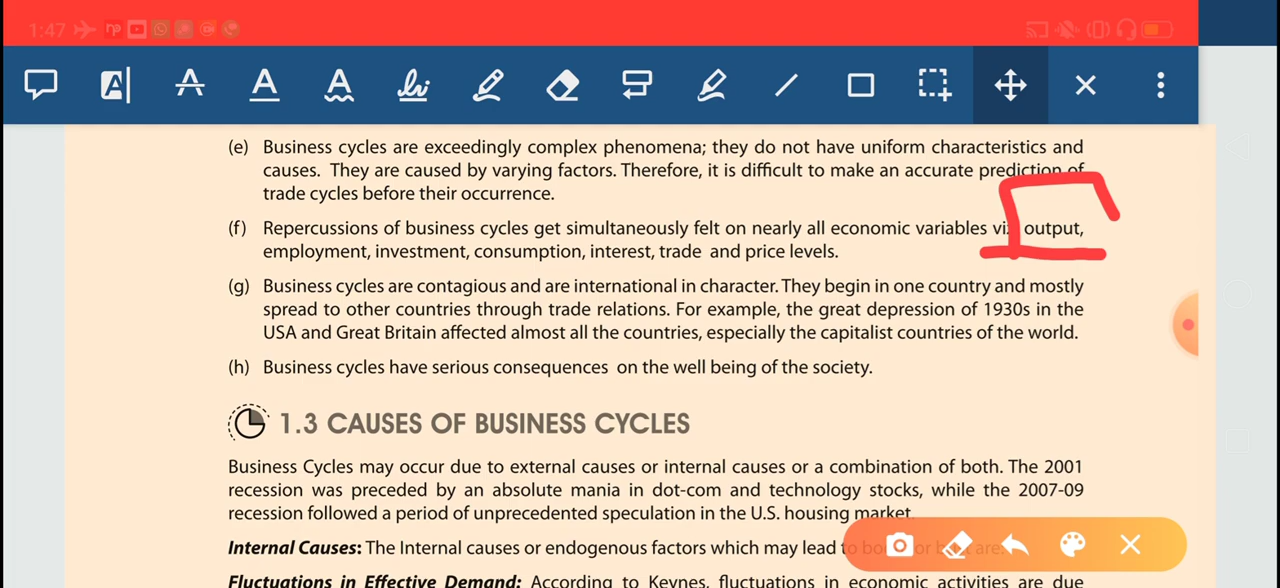 1:47
(e) Business cycles are exceedingly complex phenomena; they do not have uniform characteristics and
causes. They are caused by varying factors. Therefore, it is difficult to make an accurate prediction of
trade cycles before their occurrence.
(f) Repercussions of business cycles get simultaneously felt on nearly all economic variables output,
employment, investment, consumption, interest, trade and price levels.
(g) Business cycles are contagious and are international in character. They begin in one country and mostly
spread to other countries through trade relations. For example, the great depression of 1930s in the
USA and Great Britain affected almost all the countries, especially the capitalist countries of the world.
(h) Business cycles have serious consequences on the well being of the society.
1.3 CAUSES OF BUSINESS CYCLES
Business Cycles may occur due to external causes or internal causes or a combination of both. The 2001
recession was preceded by an absolute mania in dot-com and technology stocks, while the 2007-09
recession followed a period of unprecedented speculation in the U.S. housing market.
Internal Causes: The Internal causes or endogenous factors which may lead to boom or bust are:
Fluctuations in Effective Demand: According to Keynes, fluctuations in economic activities are due